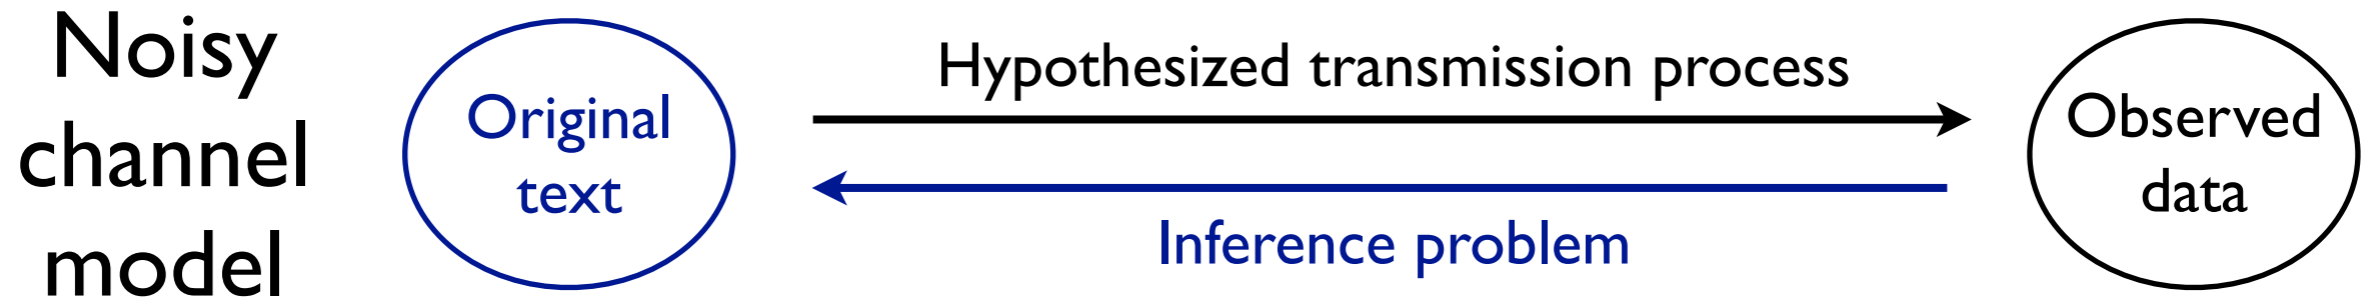 Noisy
channel
model
Original
text
Hypothesized transmission process
Inference problem
Observed
data